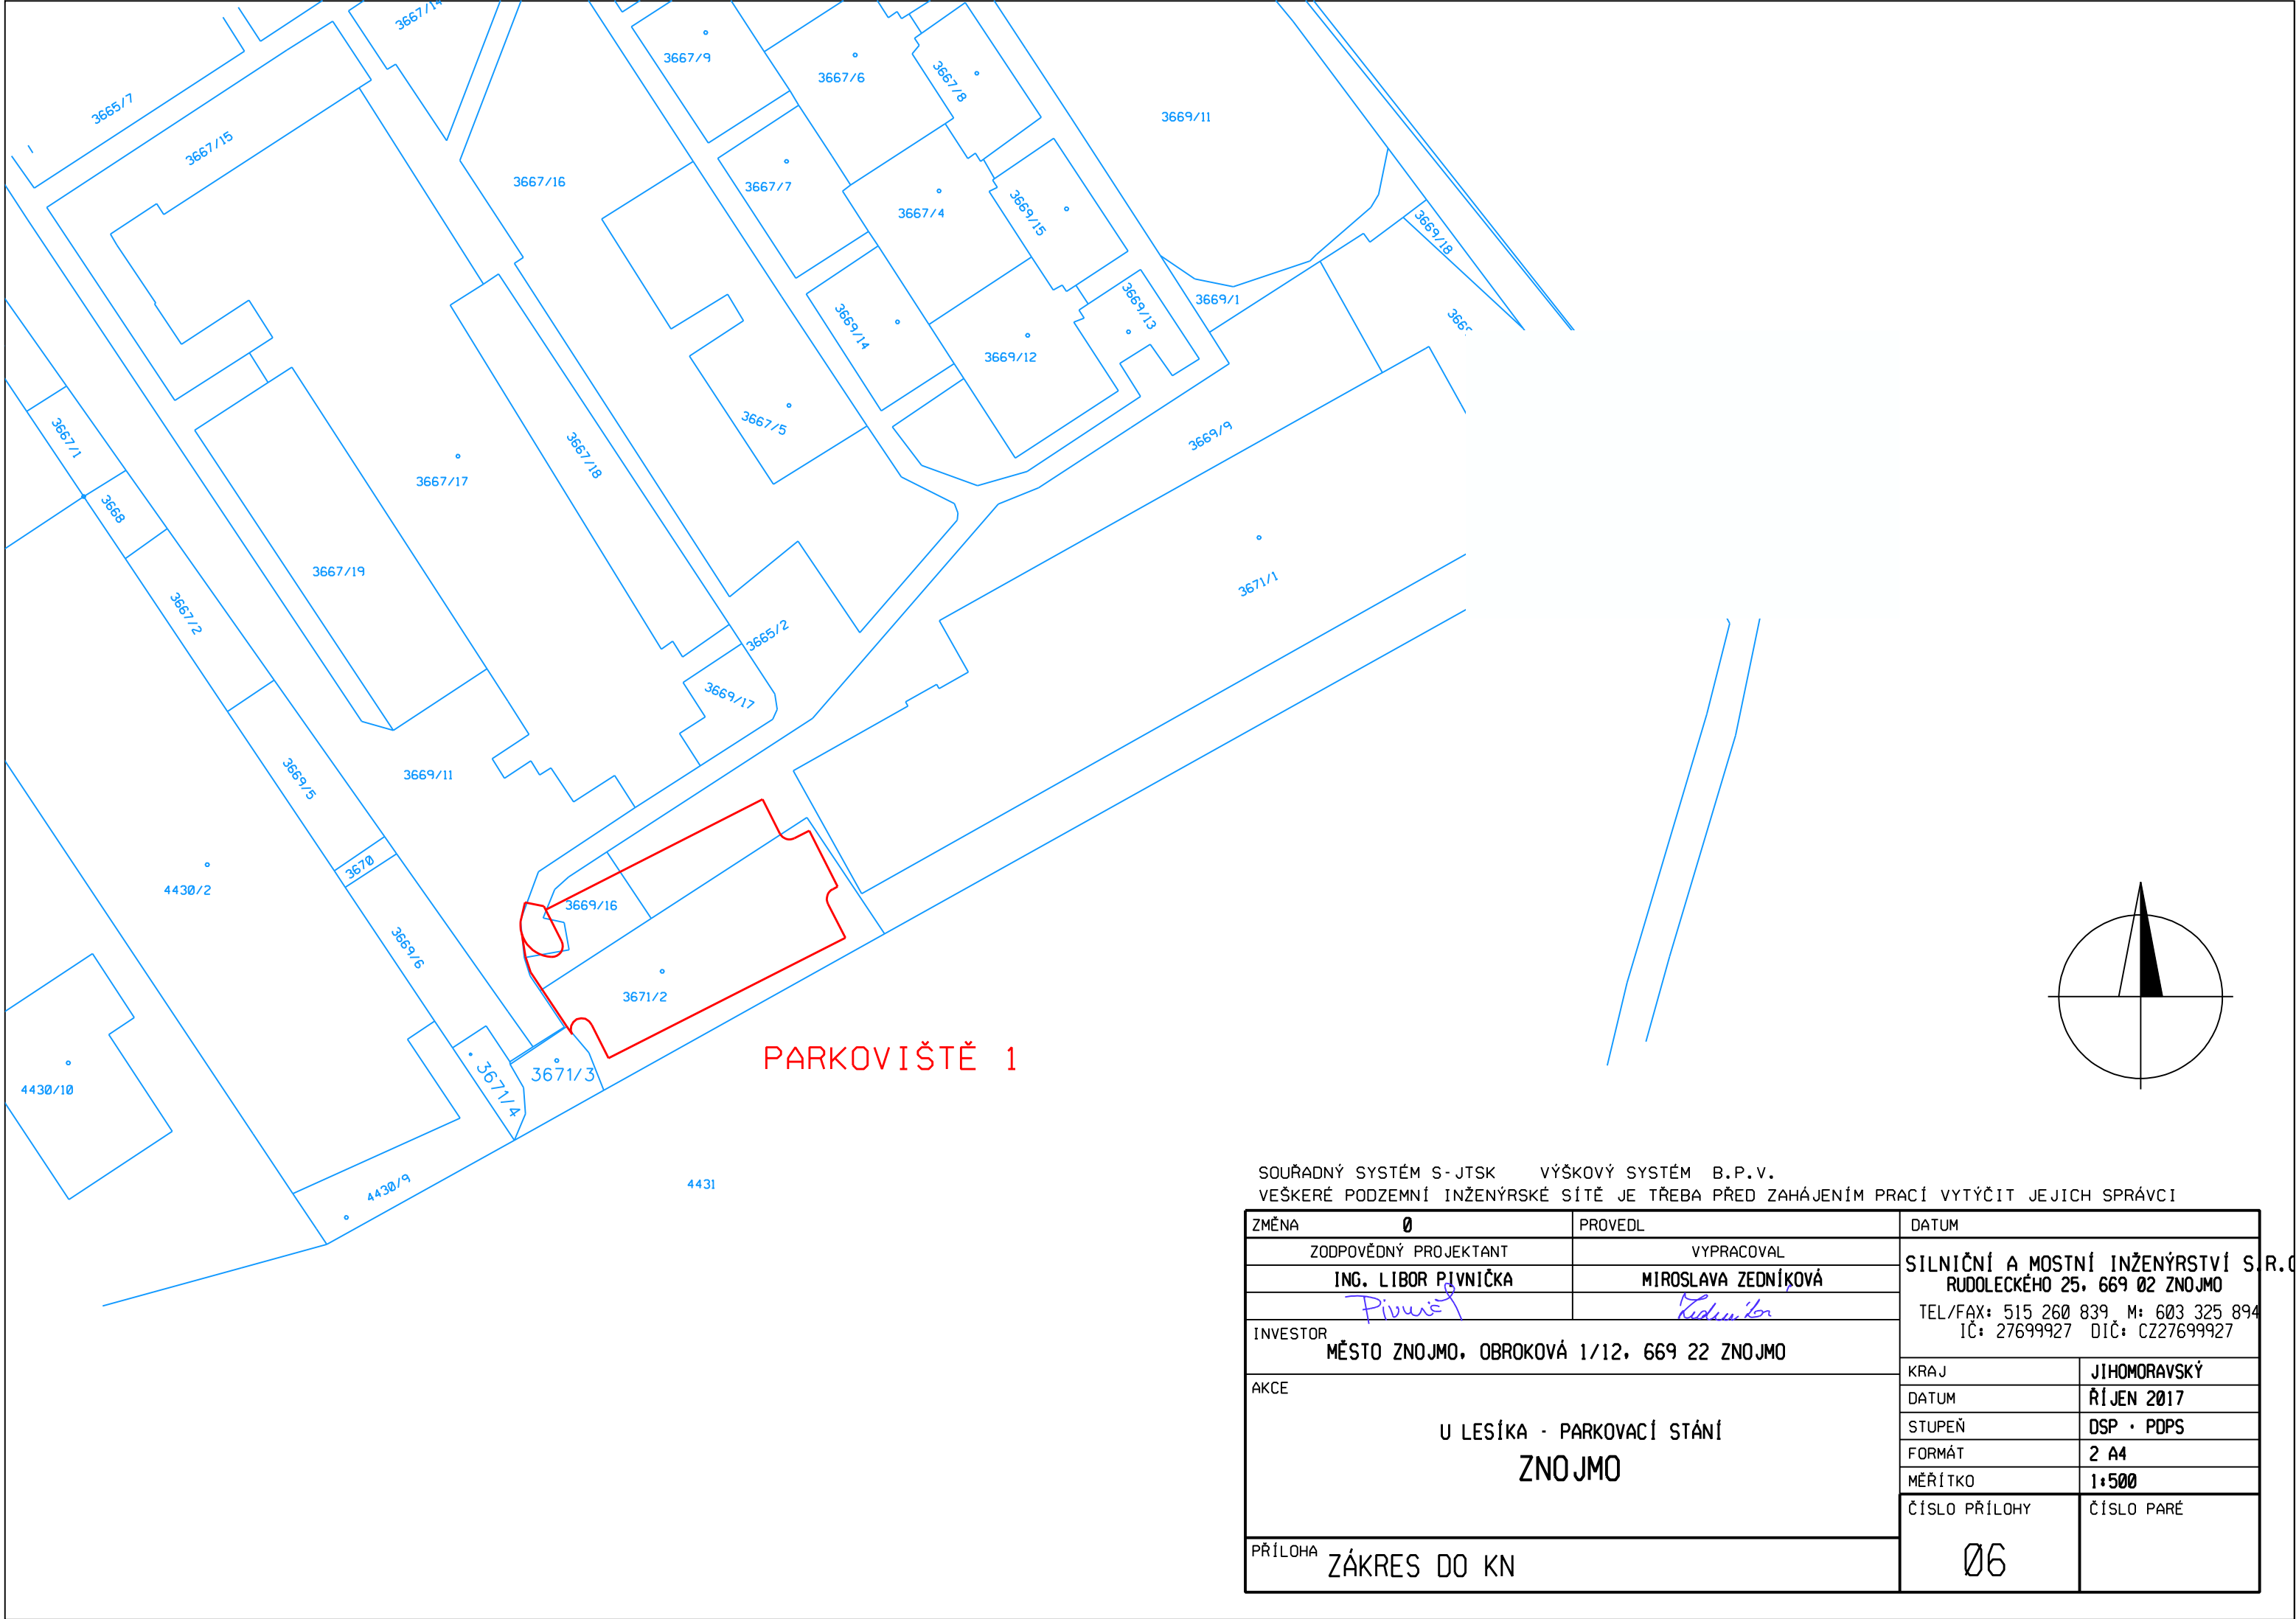 3667/14
3667/9
3667/6
3667/8
3665/7
3669/11
3667/15
3667/16
3667/7
3667/4
3669/15
3669/18
3669/1
3669/13
3669/14
3669/12
3667/1
3667/5
3669/9
3667/18
3667/17
3668
3667/19
3671/1
3667/2
3665/2
3669/17
3669/5
3669/11
3670
4430/2
3669/16
3669/6
3671/2
PARKOVIŠTĚ 1
3671/3
3671/4
4430/10
4430/9
4431
SOUŘADNÝ SYSTÉM S-JTSK VÝŠKOVÝ SYSTÉM B.P.V.
VEŠKERÉ PODZEMNÍ INŽENÝRSKÉ SÍTĚ JE TŘEBA PŘED ZAHÁJENÍM PRACÍ VYTÝČIT JEJICH SPRÁVCI
ZMĚNA 0 PROVEDL DATUM
ZODPOVĚDNÝ PROJEKTANT VYPRACOVAL
ING. LIBOR PIVNIČKA MIROSLAVA ZEDNÍKOVÁ
SILNIČNÍ A MOSTNÍ INŽENÝRSTVÍ S.R.O
RUDOLECKÉHO 25, 669 02 ZNOJMO
TEL/FAX: 515 260 839 M: 603 325 894
IČ: 27699927 DIČ: CZ27699927
INVESTOR
MĚSTO ZNOJMO, OBROKOVÁ 1/12, 669 22 ZNOJMO
KRAJ JIHOMORAVSKÝ
AKCE
DATUM ŘÍJEN 2017
U LESÍKA - PARKOVACÍ STÁNÍ
STUPEŇ DSP + PDPS
ZNOJMO
FORMÁT 2 A4
MĚŘÍTKO 1:500
ČÍSLO PŘÍLOHY ČÍSLO PARÉ
06
PŘÍLOHA ZÁKRES DO KN